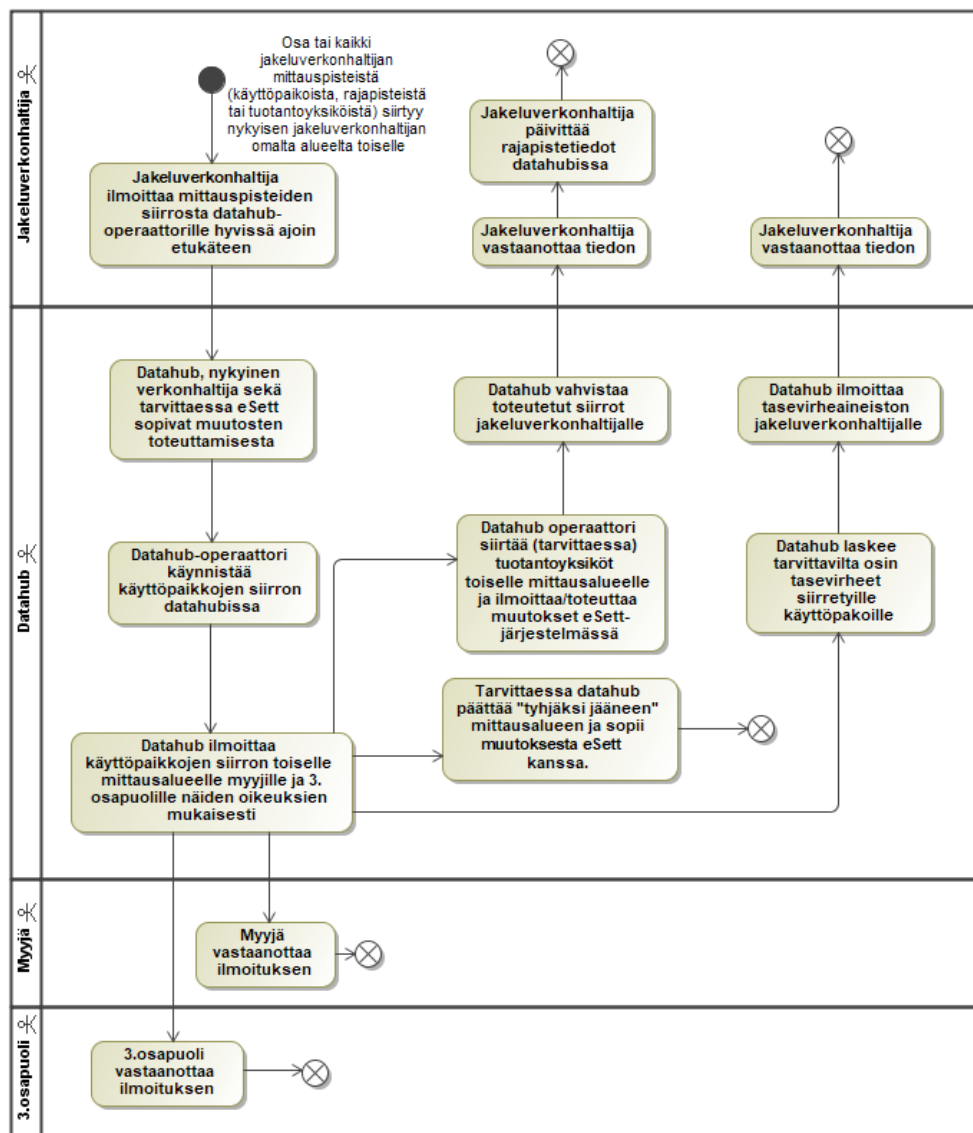 Jakeluverkonhaltija
Osa tai kaikki
jakeluverkonhaltijan
mittauspisteistä
(käyttöpaikoista, rajapisteistä
tai tuotantoyksiköistä) siirtyy
nykyisen jakeluverkonhaltijan
omalta alueelta toiselle
Jakeluverkonhaltija
ilmoittaa mittauspisteiden
siirrosta datahub-
operaattorille hyvissä ajoin
etukäteen
Jakeluverkonhaltija
päivittää
rajapistetiedot
datahubissa
Jakeluverkonhaltija
vastaanottaa tiedon
Jakeluverkonhaltija
vastaanottaa tiedon
Datahub
Datahub, nykyinen
verkonhaltija sekä
tarvittaessa eSett
sopivat muutosten
toteuttamisesta
Datahub vahvistaa
toteutetut siirrot
jakeluverkonhaltijalle
Datahub ilmoittaa
tasevirheaineiston
jakeluverkonhaltijalle
Datahub-operaattori
käynnistää
käyttöpaikkojen siirron
datahubissa
Datahub operaattori
siirtää (tarvittaessa)
tuotantoyksiköt
toiselle mittausalueelle
ja ilmoittaa/toteuttaa
muutokset eSett-
järjestelmässä
Datahub laskee
tarvittavilta osin
tasevirheet
siirretyille
käyttöpakoille
Tarvittaessa datahub
päättää "tyhjäksi jääneen"
mittausalueen ja sopii
muutoksesta eSett
kanssa.
Datahub ilmoittaa
käyttöpaikkojen siirron toiselle
mittausalueelle myyjille ja 3.
osapuolille näiden oikeuksien
mukaisesti
Myyjä
Myyjä
vastaanottaa
ilmoituksen
3.osapuoli
3.osapuoli
vastaanottaa
ilmoituksen